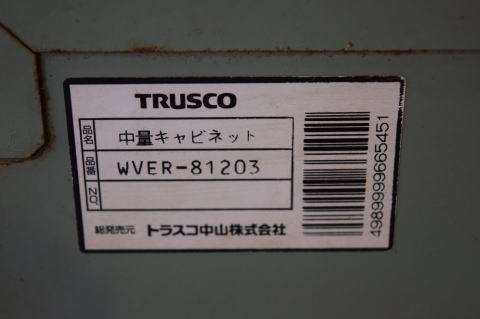 TRUSCO
品名 中量キャビネット
品番 WVER-81203
NO.
総発売元 トラスコ中山株式会社
4989999665451